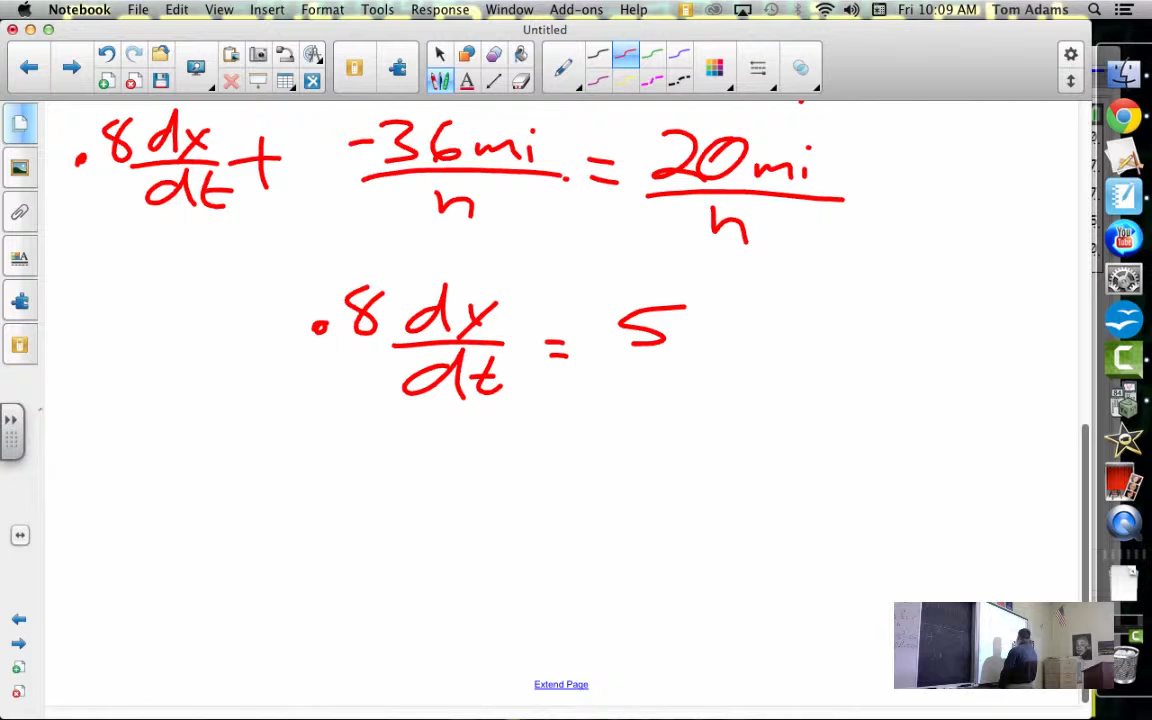 Notebook File Edit View Insert Format Tools Response Window Add-ons Help Fri 10:09 AM Tom Adams
Untitled
.8 dx/dt + -36mi/h = 20mi/h
.8 dx/dt = 5
Extend Page